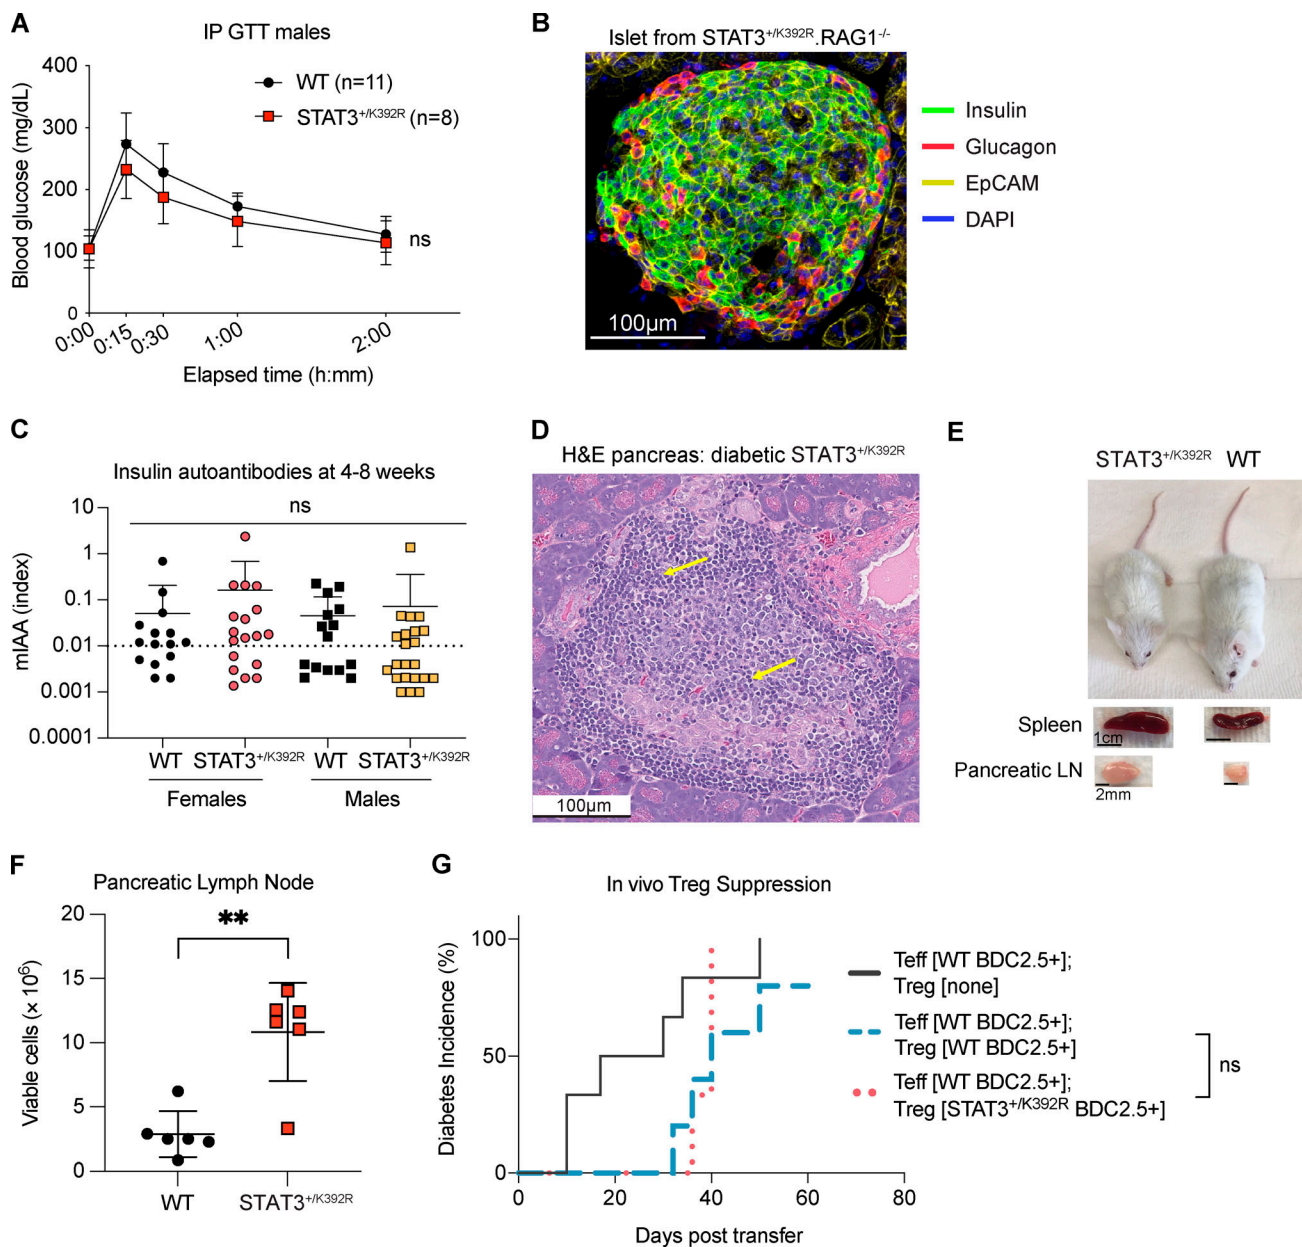 A
IP GTT males
400
300
200
100
0
Blood glucose (mg/dL)
WT (n=11)
STAT3+/K392R (n=8)
ns
0:00
0:15
0:30
1:00
2:00
Elapsed time (h:mm)
B
Islet from STAT3+/K392R.RAG1-/-
100µm
Insulin
Glucagon
EpCAM
DAPI
C
Insulin autoantibodies at 4-8 weeks
ns
10
1
0.1
0.01
0.001
0.0001
mIAA (index)
WT STAT3+/K392R WT STAT3+/K392R
Females Males
D
H&E pancreas: diabetic STAT3+/K392R
100µm
E
STAT3+/K392R WT
Spleen
1cm
Pancreatic LN
2mm
F
Pancreatic Lymph Node
**
20
15
10
5
0
Viable cells (× 10⁶)
WT STAT3+/K392R
G
In vivo Treg Suppression
100
50
0
Diabetes Incidence (%)
0 20 40 60 80
Days post transfer
Teff [WT BDC2.5+];
Treg [none]
Teff [WT BDC2.5+];
Treg [WT BDC2.5+]
Teff [WT BDC2.5+];
Treg [STAT3+/K392R BDC2.5+]
ns